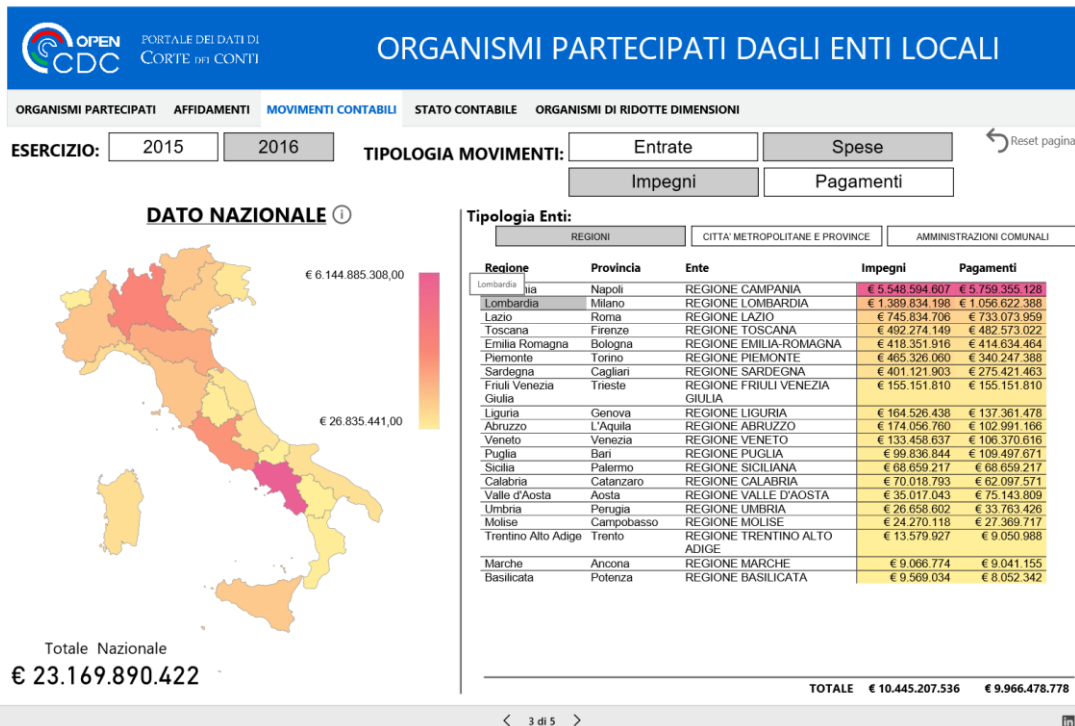 OPEN CDC
PORTALE DEI DATI DI
CORTE DEI CONTI
ORGANISMI PARTECIPATI DAGLI ENTI LOCALI
ORGANISMI PARTECIPATI AFFIDAMENTI MOVIMENTI CONTABILI STATO CONTABILE ORGANISMI DI RIDOTTE DIMENSIONI
ESERCIZIO: 2015 2016 TIPOLOGIA MOVIMENTI: Entrate Spese Reset pagina
Impegni Pagamenti
DATO NAZIONALE
€ 6.144.885.308,00
€ 26.835.441,00
Totale Nazionale
€ 23.169.890.422
Tipologia Enti:
REGIONI CITTA' METROPOLITANE E PROVINCE AMMINISTRAZIONI COMUNALI
Regione Provincia Ente Impegni Pagamenti
Lombardia
nia Napoli REGIONE CAMPANIA € 5.548.594.607 € 5.759.355.128
Lombardia Milano REGIONE LOMBARDIA € 1.389.834.198 € 1.056.622.388
Lazio Roma REGIONE LAZIO € 745.834.706 € 733.073.959
Toscana Firenze REGIONE TOSCANA € 492.274.149 € 482.573.022
Emilia Romagna Bologna REGIONE EMILIA-ROMAGNA € 418.351.916 € 414.634.464
Piemonte Torino REGIONE PIEMONTE € 465.326.060 € 340.247.388
Sardegna Cagliari REGIONE SARDEGNA € 401.121.903 € 275.421.463
Friuli Venezia Trieste REGIONE FRIULI VENEZIA € 155.151.810 € 155.151.810
Giulia GIULIA
Liguria Genova REGIONE LIGURIA € 164.526.438 € 137.361.478
Abruzzo L'Aquila REGIONE ABRUZZO € 174.056.760 € 102.991.166
Veneto Venezia REGIONE VENETO € 133.458.637 € 106.370.616
Puglia Bari REGIONE PUGLIA € 99.836.844 € 109.497.671
Sicilia Palermo REGIONE SICILIANA € 68.659.217 € 68.659.217
Calabria Catanzaro REGIONE CALABRIA € 70.018.793 € 62.097.571
Valle d'Aosta Aosta REGIONE VALLE D'AOSTA € 35.017.043 € 75.143.809
Umbria Perugia REGIONE UMBRIA € 26.658.602 € 33.763.426
Molise Campobasso REGIONE MOLISE € 24.270.118 € 27.369.717
Trentino Alto Adige Trento REGIONE TRENTINO ALTO € 13.579.927 € 9.050.988
ADIGE
Marche Ancona REGIONE MARCHE € 9.066.774 € 9.041.155
Basilicata Potenza REGIONE BASILICATA € 9.569.034 € 8.052.342
TOTALE € 10.445.207.536 € 9.966.478.778
3 di 5
in